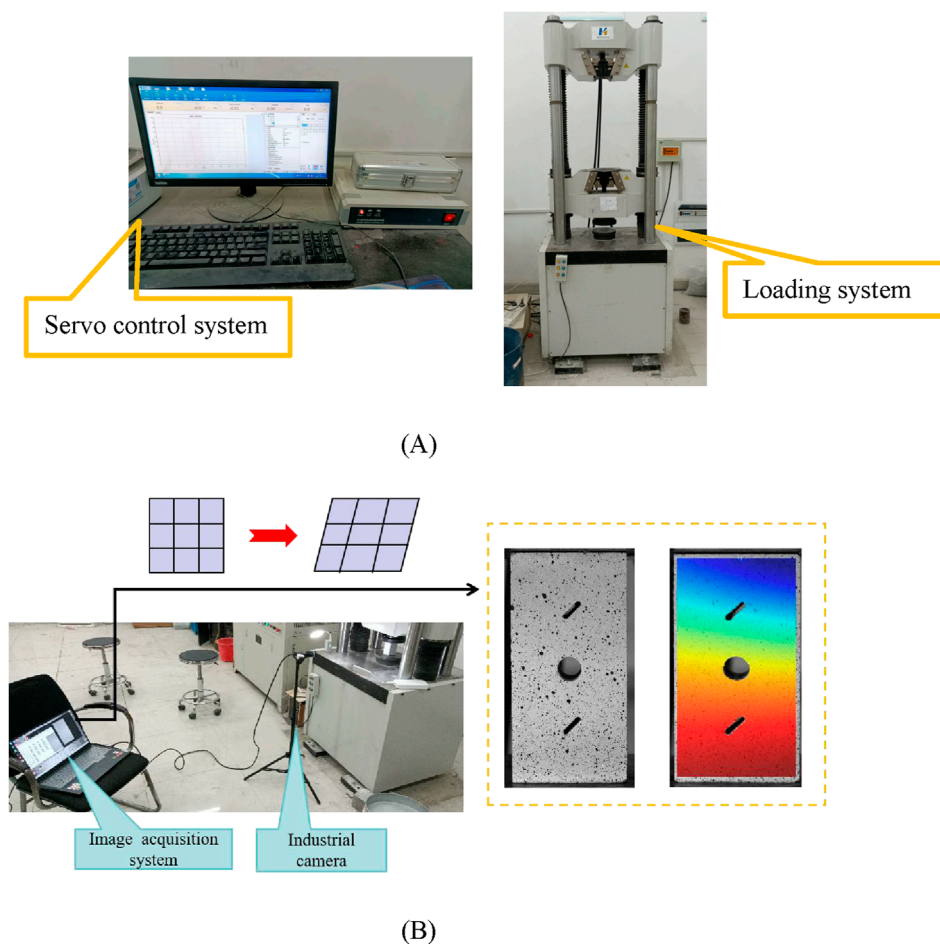 Servo control system
Loading system
(A)
Image acquisition
system
Industrial
camera
(B)